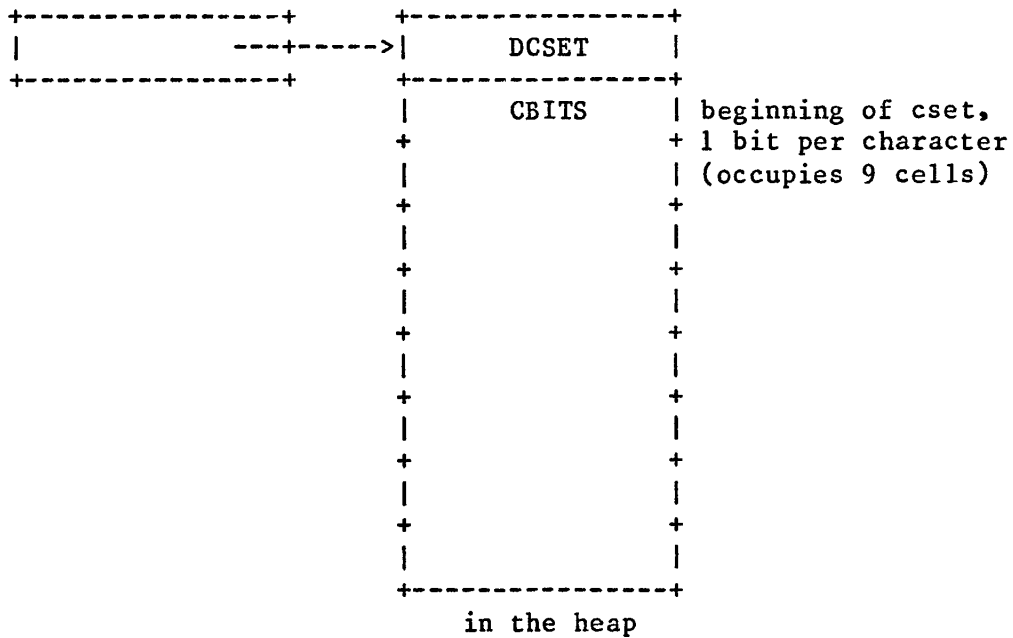 DCSET
CBITS
beginning of cset,
1 bit per character
(occupies 9 cells)
in the heap